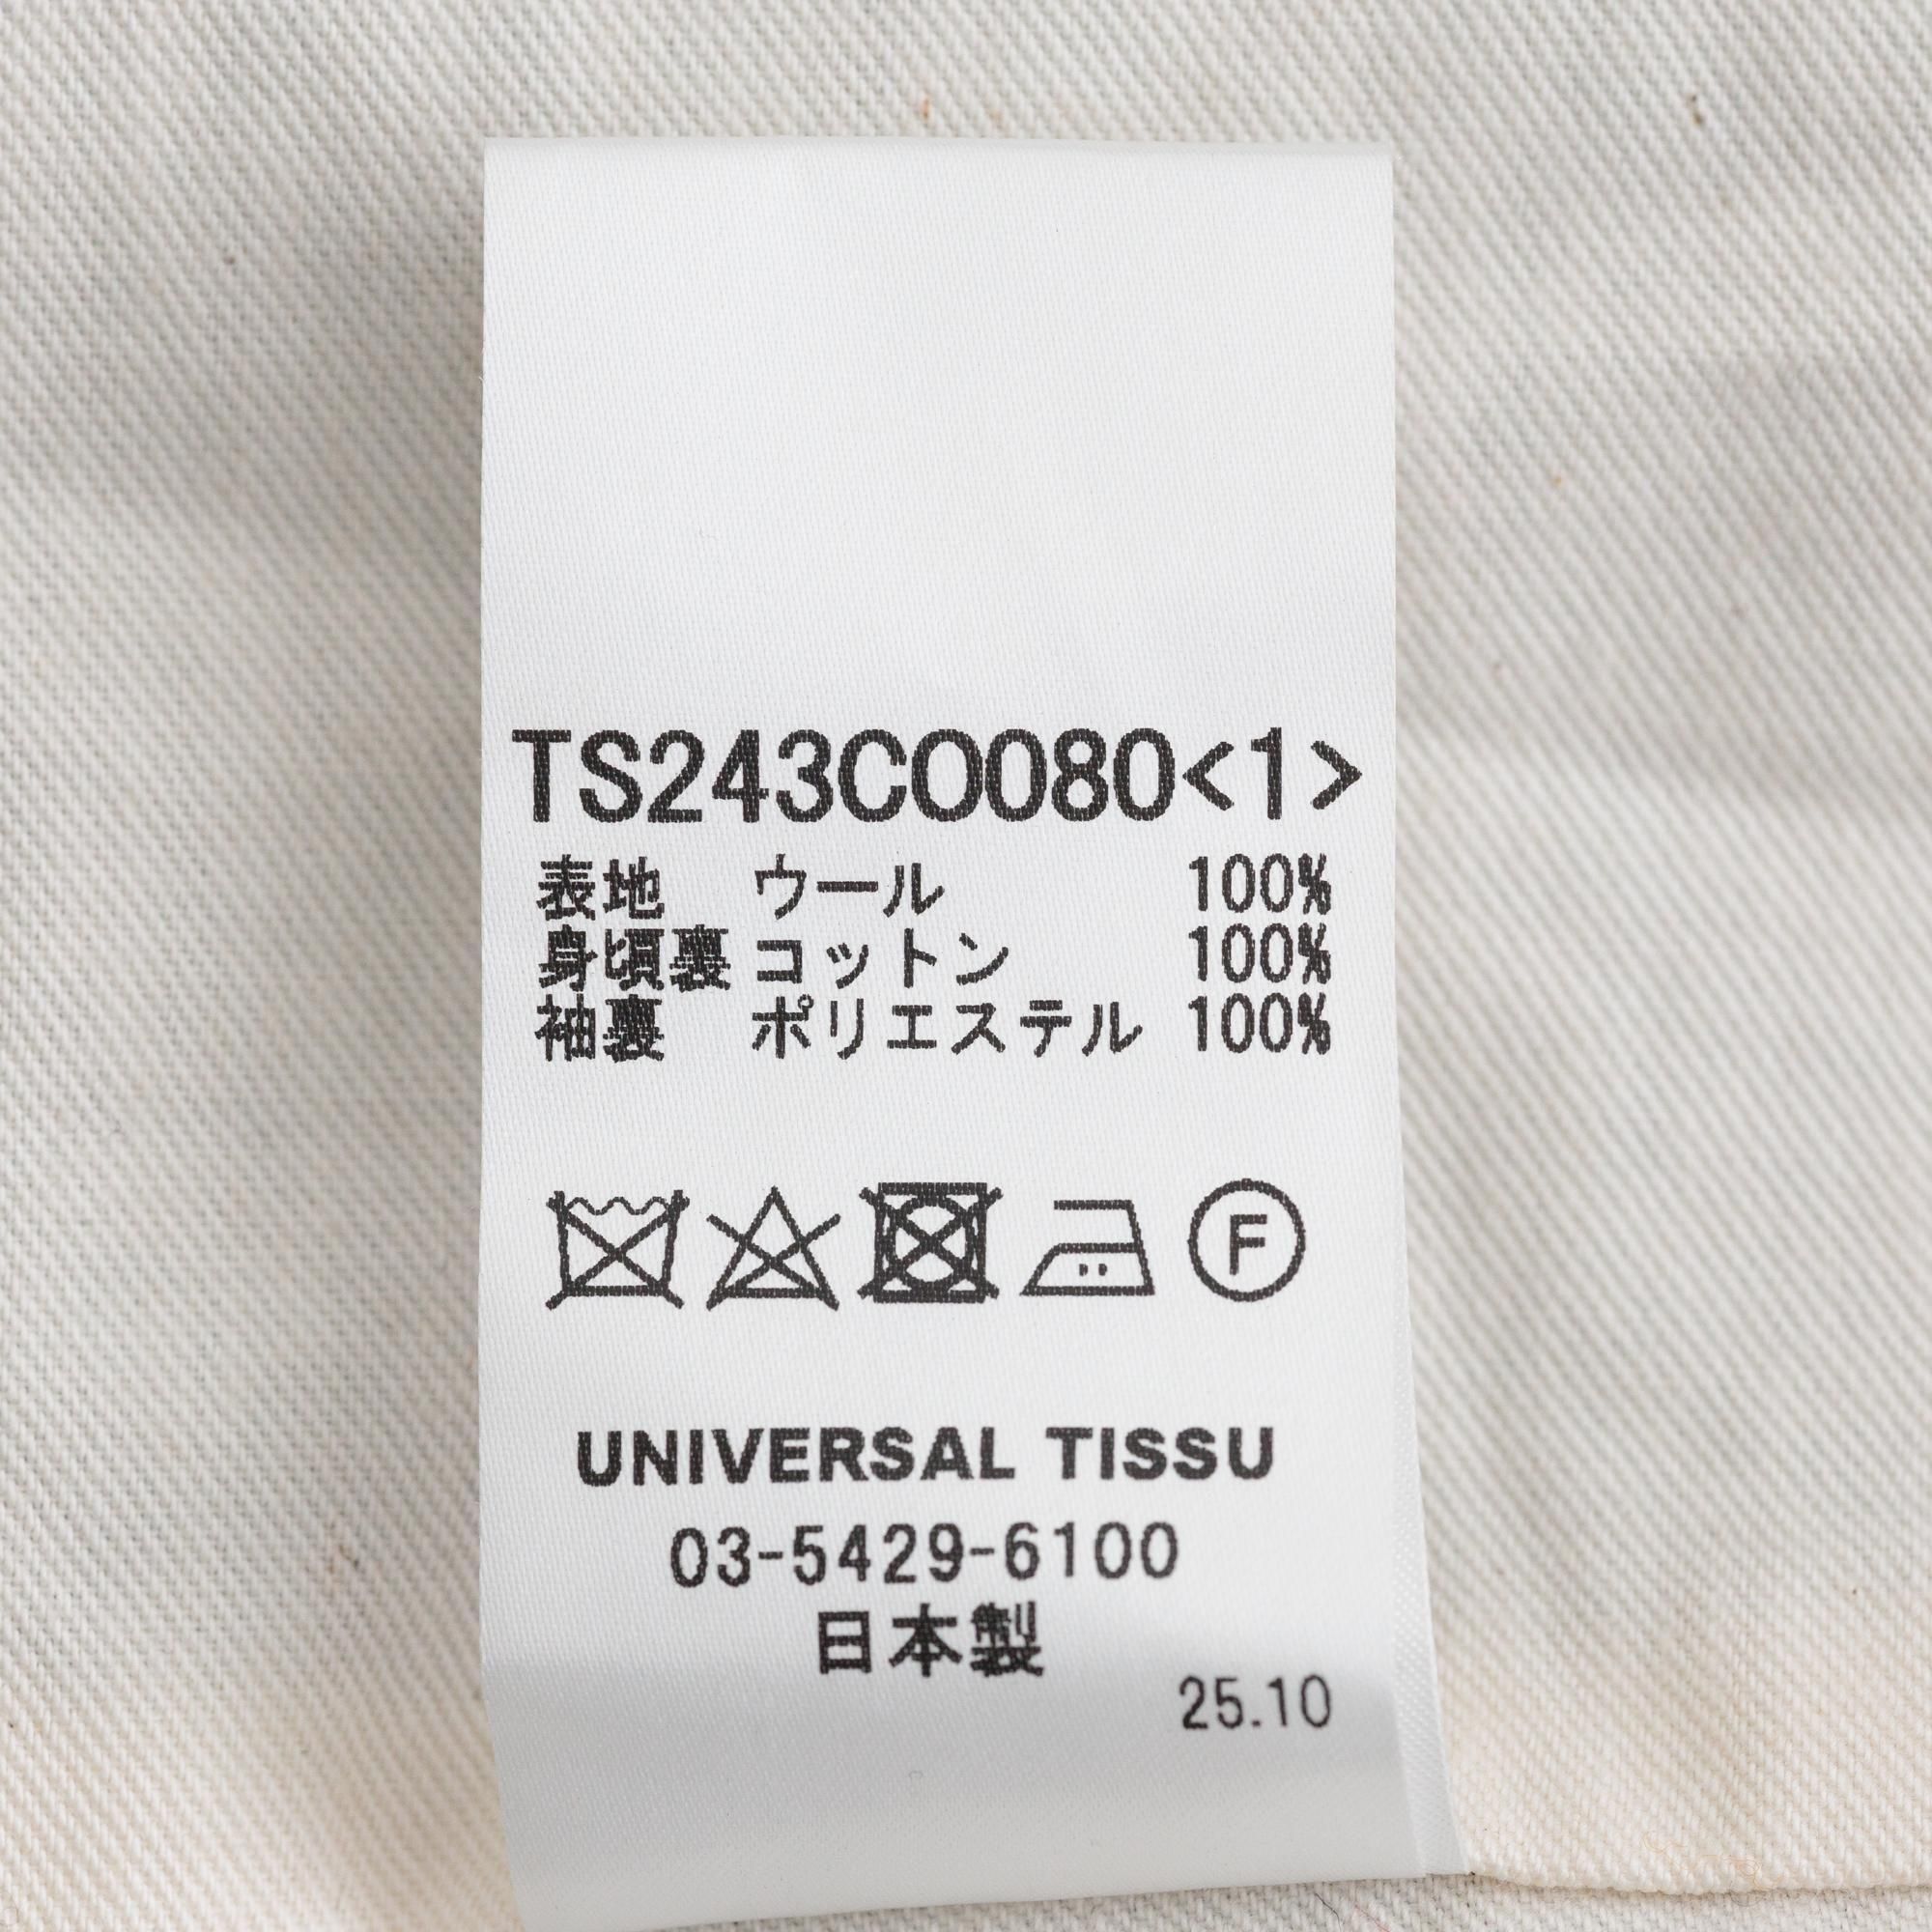 TS243CO080<1>
表地 ウール 100%
身頃裏 コットン 100%
袖裏 ポリエステル 100%
F
UNIVERSAL TISSU
03-5429-6100
日本製
25.10